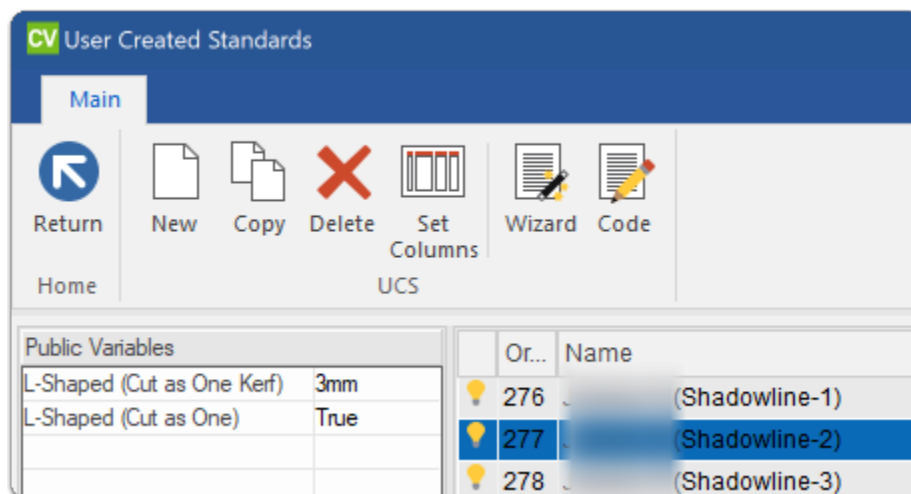 CV User Created Standards
Main
Return New Copy Delete Set Columns Wizard Code
Home UCS
Public Variables
L-Shaped (Cut as One Kerf) 3mm
L-Shaped (Cut as One) True
Or... Name
276 (Shadowline-1)
277 (Shadowline-2)
278 (Shadowline-3)